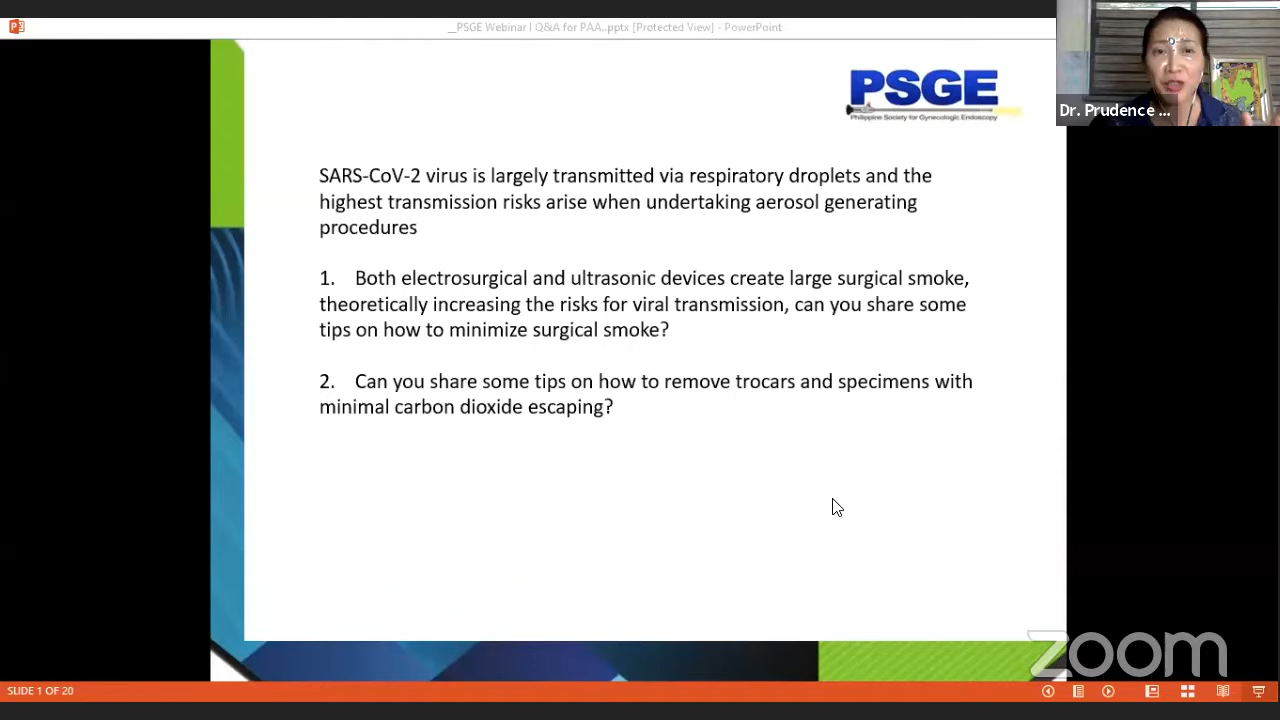 __PSGE Webinar | Q&A for PAA..pptx [Protected View] - PowerPoint
Dr. Prudence ...
PSGE
Philippine Society for Gynecologic Endoscopy
SARS-CoV-2 virus is largely transmitted via respiratory droplets and the
highest transmission risks arise when undertaking aerosol generating
procedures
1. Both electrosurgical and ultrasonic devices create large surgical smoke,
theoretically increasing the risks for viral transmission, can you share some
tips on how to minimize surgical smoke?
2. Can you share some tips on how to remove trocars and specimens with
minimal carbon dioxide escaping?
zoom
SLIDE 1 OF 20